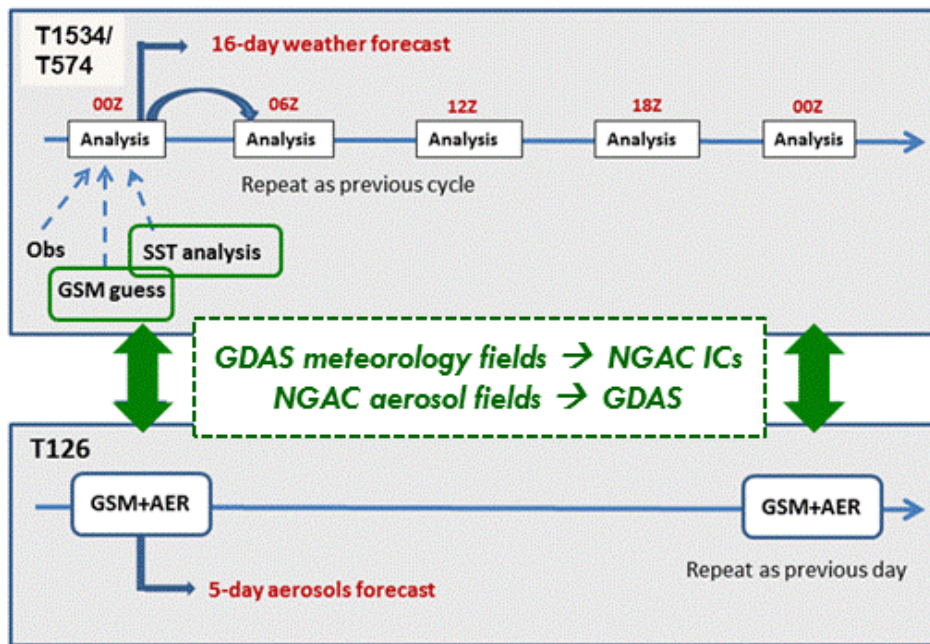 T1534/
T574
16-day weather forecast
00Z
06Z
12Z
18Z
00Z
Analysis
Analysis
Analysis
Analysis
Analysis
Repeat as previous cycle
Obs
SST analysis
GSM guess
GDAS meteorology fields → NGAC ICs
NGAC aerosol fields → GDAS
T126
GSM+AER
GSM+AER
Repeat as previous day
5-day aerosols forecast